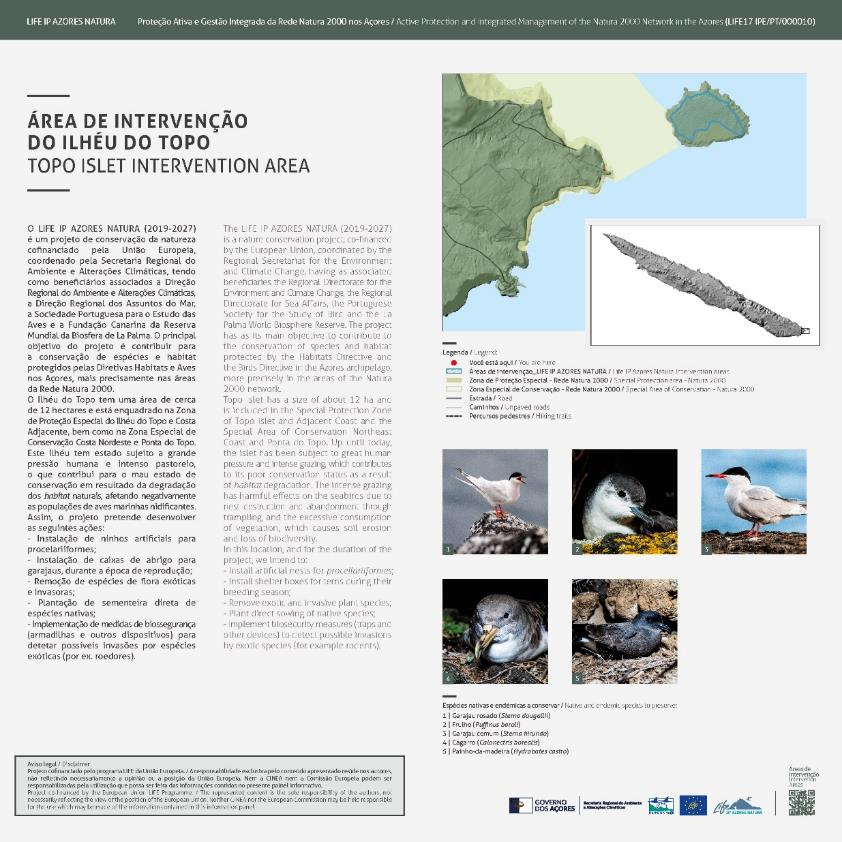 LIFE IP AZORES NATURA
Proteção Ativa e Gestão Integrada da Rede Natura 2000 nos Açores / Active Protection and Integrated Management of the Natura 2000 Network in the Azores (LIFE17 IPE/PT/000010)
ÁREA DE INTERVENÇÃO
DO ILHÉU DO TOPO
TOPO ISLET INTERVENTION AREA
O LIFE IP AZORES NATURA (2019-2027)
é um projeto de conservação da natureza
cofinanciado pela União Europeia,
coordenado pela Secretaria Regional do
Ambiente e Alterações Climáticas, tendo
como beneficiários associados a Direção
Regional do Ambiente e Alterações Climáticas,
a Direção Regional dos Assuntos do Mar,
a Sociedade Portuguesa para o Estudo das
Aves e a Fundação Canarina da Reserva
Mundial da Biosfera de La Palma. O principal
objetivo do projeto é contribuir para
a conservação de espécies e habitat
protegidos pelas Diretivas Habitats e Aves
nos Açores, mais precisamente nas áreas
da Rede Natura 2000.
O Ilhéu do Topo tem uma área de cerca
de 12 hectares e está enquadrado na Zona
de Proteção Especial do Ilhéu do Topo e Costa
Adjacente, bem como na Zona Especial de
Conservação Costa Nordeste e Ponta do Topo.
Este ilhéu tem estado sujeito a grande
pressão humana e intenso pastoreio,
o que contribui para o mau estado de
conservação em resultado da degradação
dos habitat naturais, afetando negativamente
as populações de aves marinhas nidificantes.
Assim, o projeto pretende desenvolver
as seguintes ações:
- Instalação de ninhos artificiais para
procelariiformes;
- Instalação de caixas de abrigo para
garajaus, durante a época de reprodução;
- Remoção de espécies de flora exóticas
e invasoras;
- Plantação de sementeira direta de
espécies nativas;
- Implementação de medidas de biossegurança
(armadilhas e outros dispositivos) para
detetar possíveis invasões por espécies
exóticas (por ex. roedores).
The LIFE IP AZORES NATURA (2019-2027)
is a nature conservation project, co-financed
by the European Union, coordinated by the
Regional Secretariat for the Environment
and Climate Change, having as associated
beneficiaries the Regional Directorate for the
Environment and Climate Change, the Regional
Directorate for Sea Affairs, the Portuguese
Society for the Study of Bird and the La
Palma World Biosphere Reserve. The project
has as its main objective to contribute to
the conservation of species and habitat
protected by the Habitats Directive and
the Birds Directive in the Azores archipelago,
more precisely in the areas of the Natura
2000 network.
Topo Islet has a size of about 12 ha and
is included in the Special Protection Zone
of Topo Islet and Adjacent Coast and the
Special Area of Conservation Northeast
Coast and Ponta do Topo. Up until today,
the islet has been subject to great human
pressure and intense grazing, which contributes
to its poor conservation status as a result
of habitat degradation. The intense grazing
has harmful effects on the seabirds due to
nest destruction and abandonment through
trampling, and the excessive consumption
of vegetation, which causes soil erosion
and loss of biodiversity.
In this location, and for the duration of the
project, we intend to:
- Install artificial nests for procellariiformes;
- Install shelter boxes for terns during their
breeding season;
- Remove exotic and invasive plant species;
- Plant direct sowing of native species;
- Implement biosecurity measures (traps and
other devices) to detect possible invasions
by exotic species (for example rodents).
Legenda / Legend:
Você está aqui / You are Here
Áreas de Intervenção_LIFE IP AZORES NATURA / Life IP Azores Natura Intervention areas
Zona de Proteção Especial - Rede Natura 2000 / Special Protection area - Natura 2000
Zona Especial de Conservação - Rede Natura 2000 / Special Area of Conservation - Natura 2000
Estrada / Road
Caminhos / Unpaved roads
Percursos pedestres / Hiking trails
1
2
3
4
5
Espécies nativas e endémicas a conservar / Native and endemic species to preserve:
1 | Garajau rosado (Sterna dougallii)
2 | Frulho (Puffinus baroli)
3 | Garajau comum (Sterna hirundo)
4 | Cagarro (Calonectris borealis)
5 | Painho-da-madeira (Hydrobates castro)
Aviso legal / Disclaimer
Projeto cofinanciado pelo programa LIFE da União Europeia. / A responsabilidade exclusiva pelo conteúdo apresentado reside nos autores,
não refletindo necessariamente a opinião ou a posição da União Europeia. Nem a CINEA nem a Comissão Europeia podem ser
responsabilizadas pela utilização que possa ser feita das informações contidas no presente painel informativo.
Project co-financed by the European Union LIFE Programme. / The represented content is the sole responsibility of the authors, not
necessarily reflecting the view or the position of the European Union. Neither CINEA nor the European Commission may be held responsible
for the use which may be made of the information contained in this information panel.
GOVERNO
DOS AÇORES
Secretaria Regional do Ambiente
e Alterações Climáticas
Life
IP AZORES NATURA
Áreas de
Intervenção
Intervention
Areas